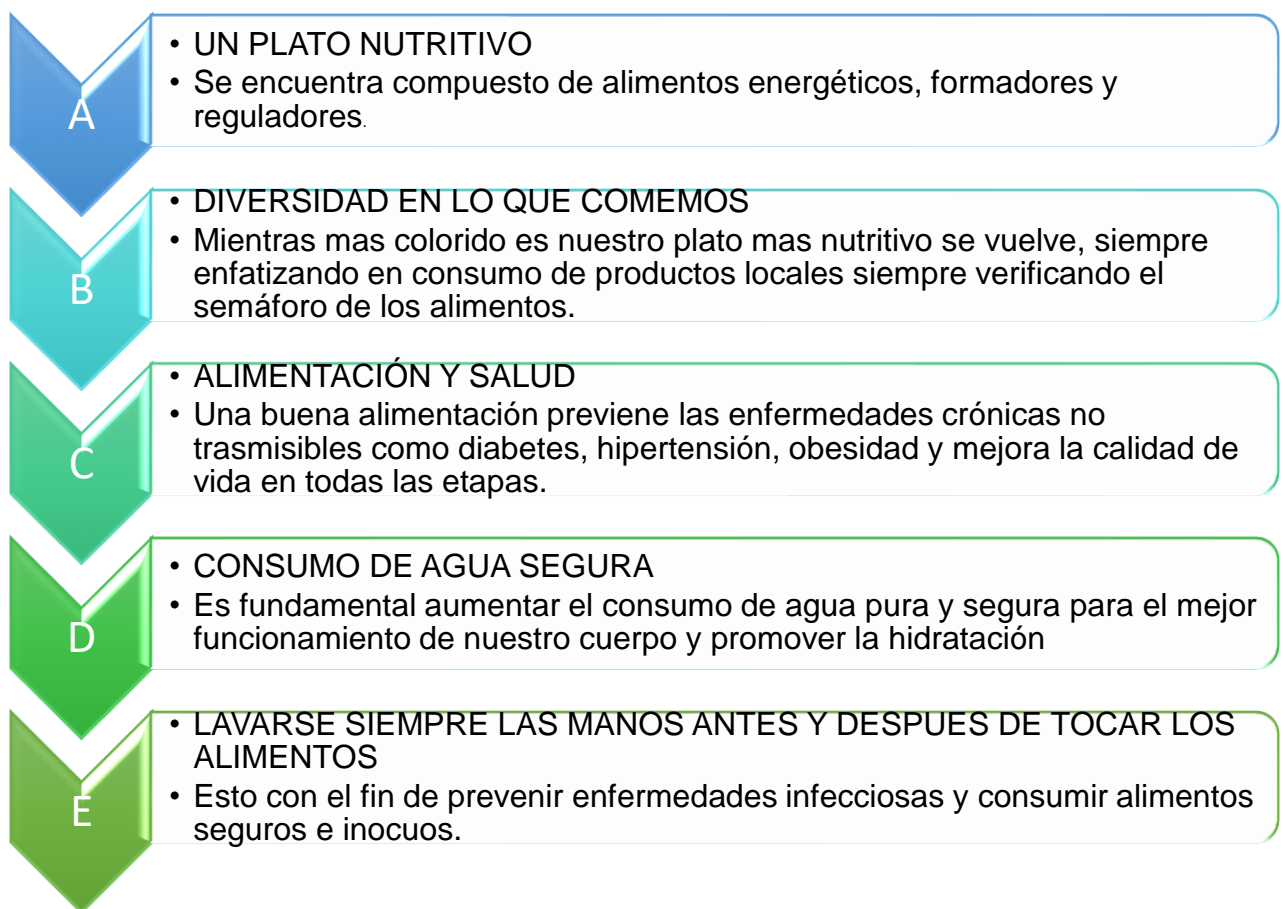 A
• UN PLATO NUTRITIVO
• Se encuentra compuesto de alimentos energéticos, formadores y
reguladores.
B
• DIVERSIDAD EN LO QUE COMEMOS
• Mientras mas colorido es nuestro plato mas nutritivo se vuelve, siempre
enfatizando en consumo de productos locales siempre verificando el
semáforo de los alimentos.
C
• ALIMENTACIÓN Y SALUD
• Una buena alimentación previene las enfermedades crónicas no
trasmisibles como diabetes, hipertensión, obesidad y mejora la calidad de
vida en todas las etapas.
D
• CONSUMO DE AGUA SEGURA
• Es fundamental aumentar el consumo de agua pura y segura para el mejor
funcionamiento de nuestro cuerpo y promover la hidratación
E
• LAVARSE SIEMPRE LAS MANOS ANTES Y DESPUES DE TOCAR LOS
ALIMENTOS
• Esto con el fin de prevenir enfermedades infecciosas y consumir alimentos
seguros e inocuos.